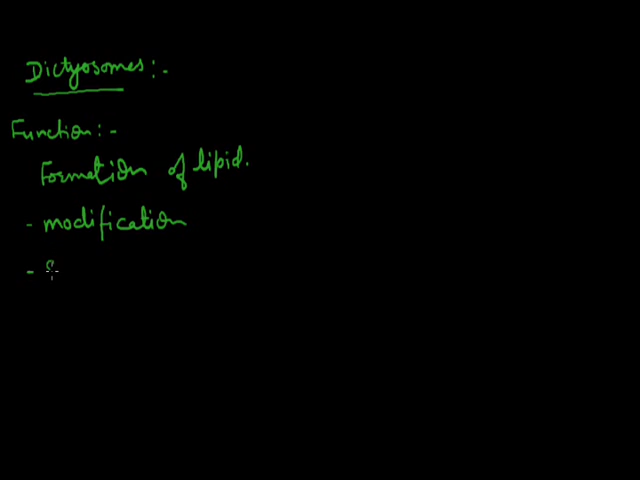 Dictyosomes:-
Function:-
Formation of lipid.
- modification
-